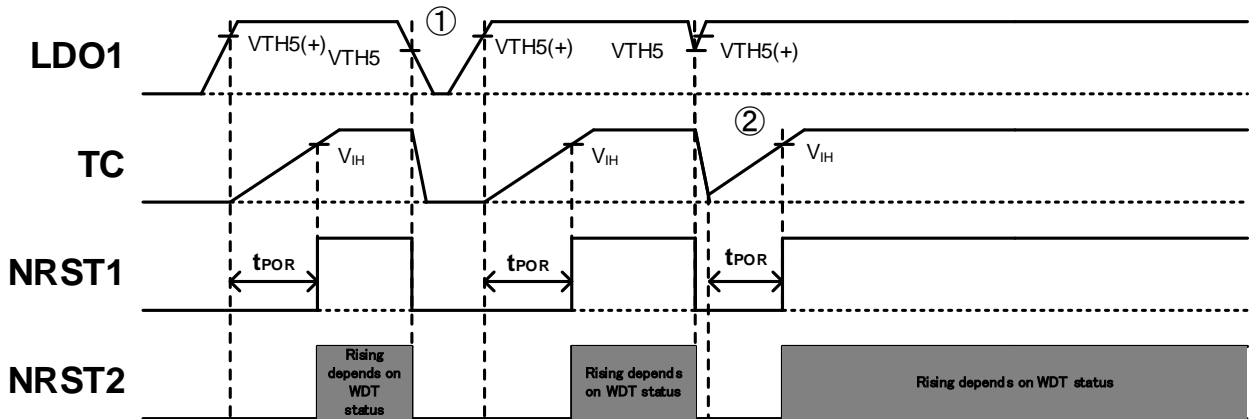 ①
LDO1
VTH5(+)
VTH5
VTH5(+)
VTH5
VTH5(+)
②
TC
VIH
VIH
VIH
NRST1
tPOR
tPOR
tPOR
NRST2
Rising
depends on
WDT
status
Rising depends
on WDT status
Rising depends on WDT status